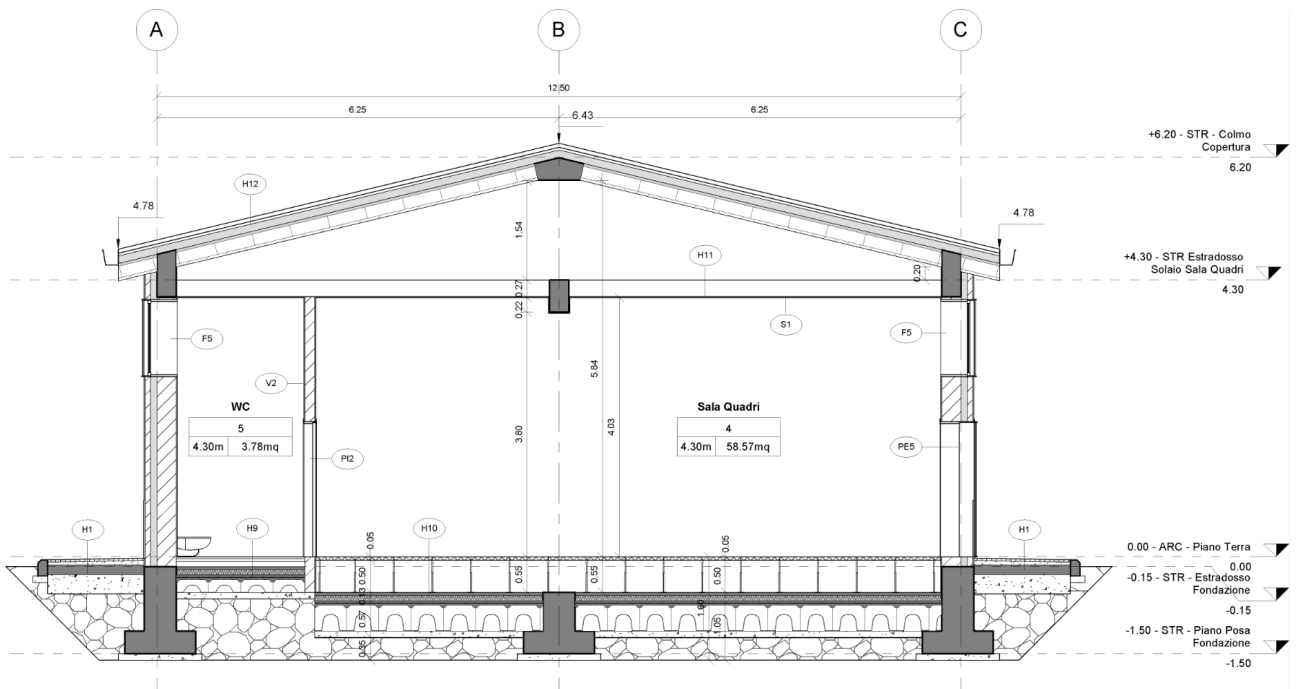 A
B
C
12.50
6.25
6.25
6.43
+6.20 - STR - Colmo
Copertura
6.20
H12
4.78
4.78
1.54
H11
0.20
+4.30 - STR Estradosso
Solaio Sala Quadri
4.30
0.27
0.22
S1
F5
F5
5.84
V2
WC
5
4.30m
3.78mq
Sala Quadri
4
4.30m
58.57mq
3.80
4.03
PI2
PE5
H1
H9
H10
H1
0.05
0.05
0.00 - ARC - Piano Terra
0.00
0.50
0.55
0.55
0.50
-0.15 - STR - Estradosso
Fondazione
-0.15
0.13
0.57
1.60
1.05
-1.50 - STR - Piano Posa
Fondazione
-1.50